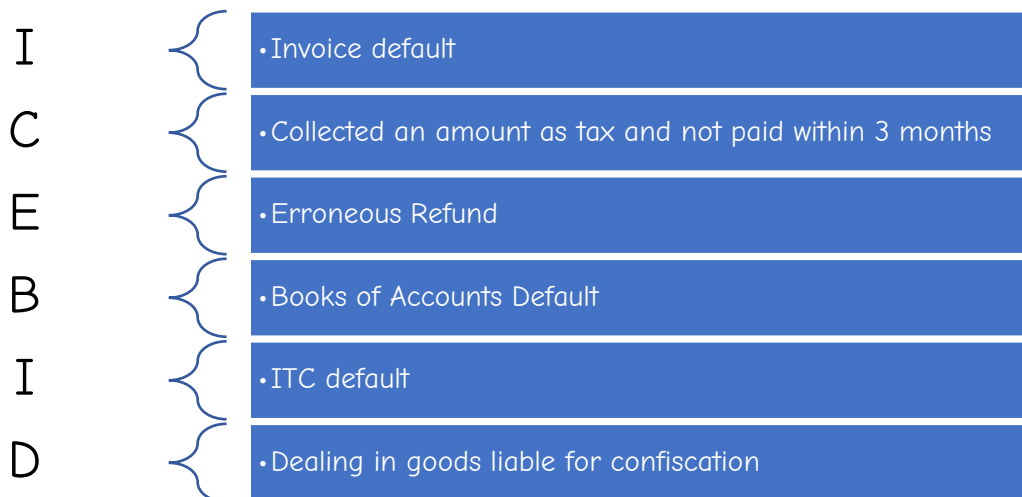 I
• Invoice default
C
• Collected an amount as tax and not paid within 3 months
E
• Erroneous Refund
B
• Books of Accounts Default
I
• ITC default
D
• Dealing in goods liable for confiscation